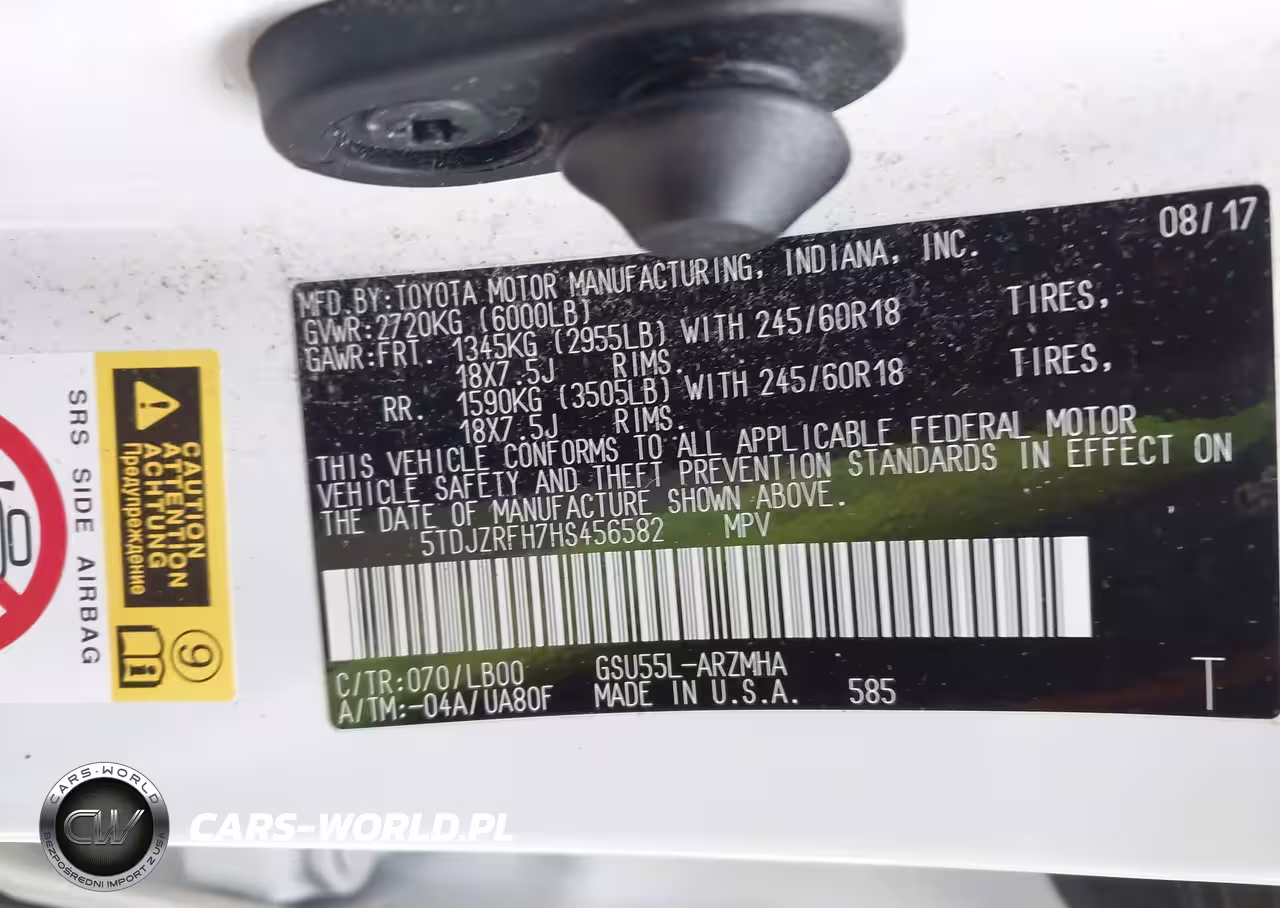 08/17
MFD.BY:TOYOTA MOTOR MANUFACTURING, INDIANA, INC.
GVWR:2720KG (6000LB)
GAWR:FRT. 1345KG (2955LB) WITH 245/60R18 TIRES,
18X7.5J RIMS.
RR. 1590KG (3505LB) WITH 245/60R18 TIRES,
18X7.5J RIMS.
THIS VEHICLE CONFORMS TO ALL APPLICABLE FEDERAL MOTOR
VEHICLE SAFETY AND THEFT PREVENTION STANDARDS IN EFFECT ON
THE DATE OF MANUFACTURE SHOWN ABOVE.
5TDJZRFH7HS456582 MPV
C/TR:070/LB00 GSU55L-ARZMHA
A/TM:-04A/UA80F MADE IN U.S.A. 585
T
CAUTION
ATTENTION
ACHTUNG
Предупреждение
9
SRS SIDE AIRBAG
CARS-WORLD
CW
BEZPOŚREDNI IMPORT Z USA
CARS-WORLD.PL